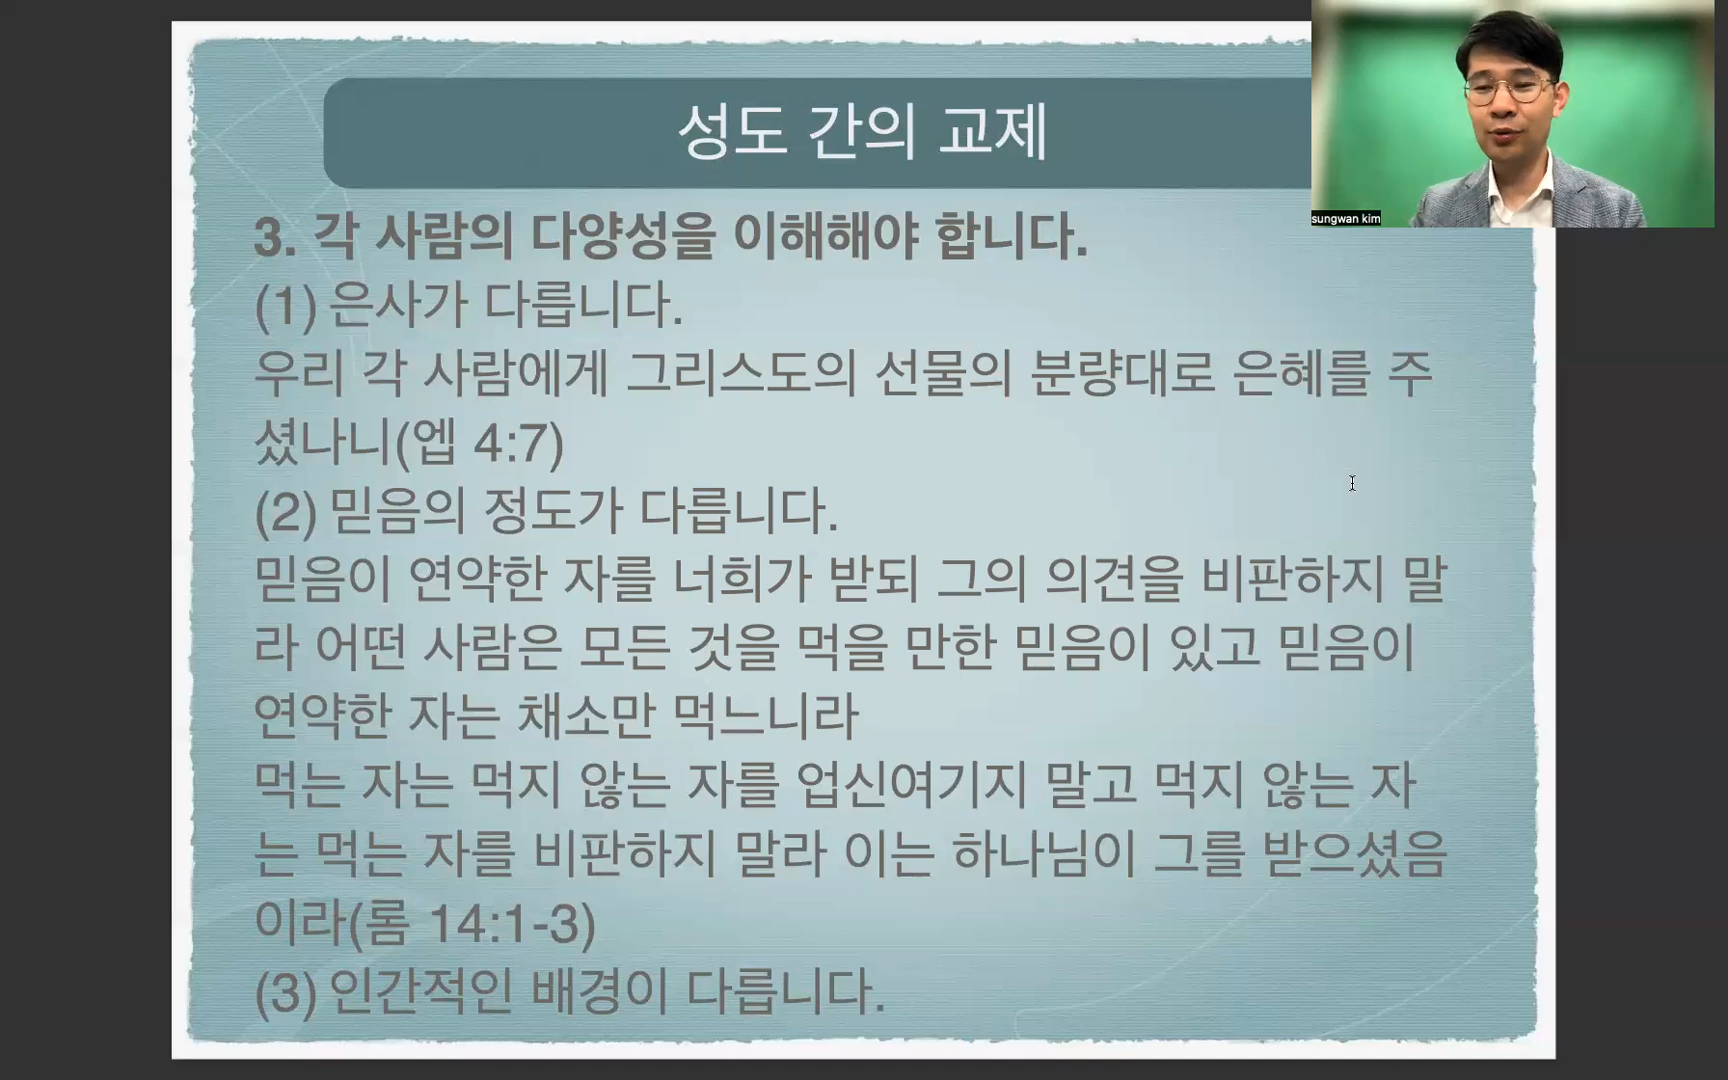 성도 간의 교제
sungwan kim
3. 각 사람의 다양성을 이해해야 합니다.
(1) 은사가 다릅니다.
우리 각 사람에게 그리스도의 선물의 분량대로 은혜를 주
셨나니(엡 4:7)
(2) 믿음의 정도가 다릅니다.
믿음이 연약한 자를 너희가 받되 그의 의견을 비판하지 말
라 어떤 사람은 모든 것을 먹을 만한 믿음이 있고 믿음이
연약한 자는 채소만 먹느니라
먹는 자는 먹지 않는 자를 업신여기지 말고 먹지 않는 자
는 먹는 자를 비판하지 말라 이는 하나님이 그를 받으셨음
이라(롬 14:1-3)
(3) 인간적인 배경이 다릅니다.